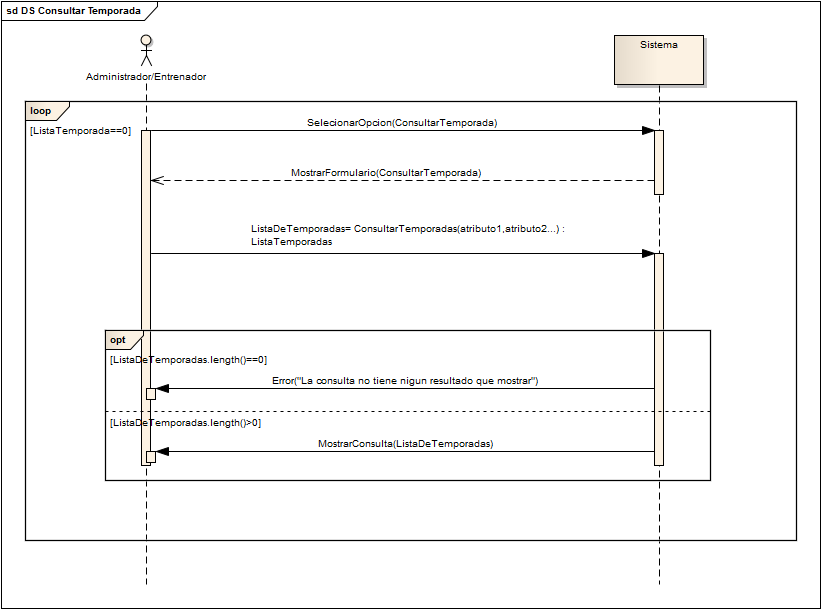 sd DS Consultar Temporada
Administrador/Entrenador
Sistema
loop
[ListaTemporada==0]
SelecionarOpcion(ConsultarTemporada)
MostrarFormulario(ConsultarTemporada)
ListaDeTemporadas= ConsultarTemporadas(atributo1,atributo2...) :
ListaTemporadas
opt
[ListaDeTemporadas.length()==0]
Error("La consulta no tiene nigun resultado que mostrar")
[ListaDeTemporadas.length()>0]
MostrarConsulta(ListaDeTemporadas)